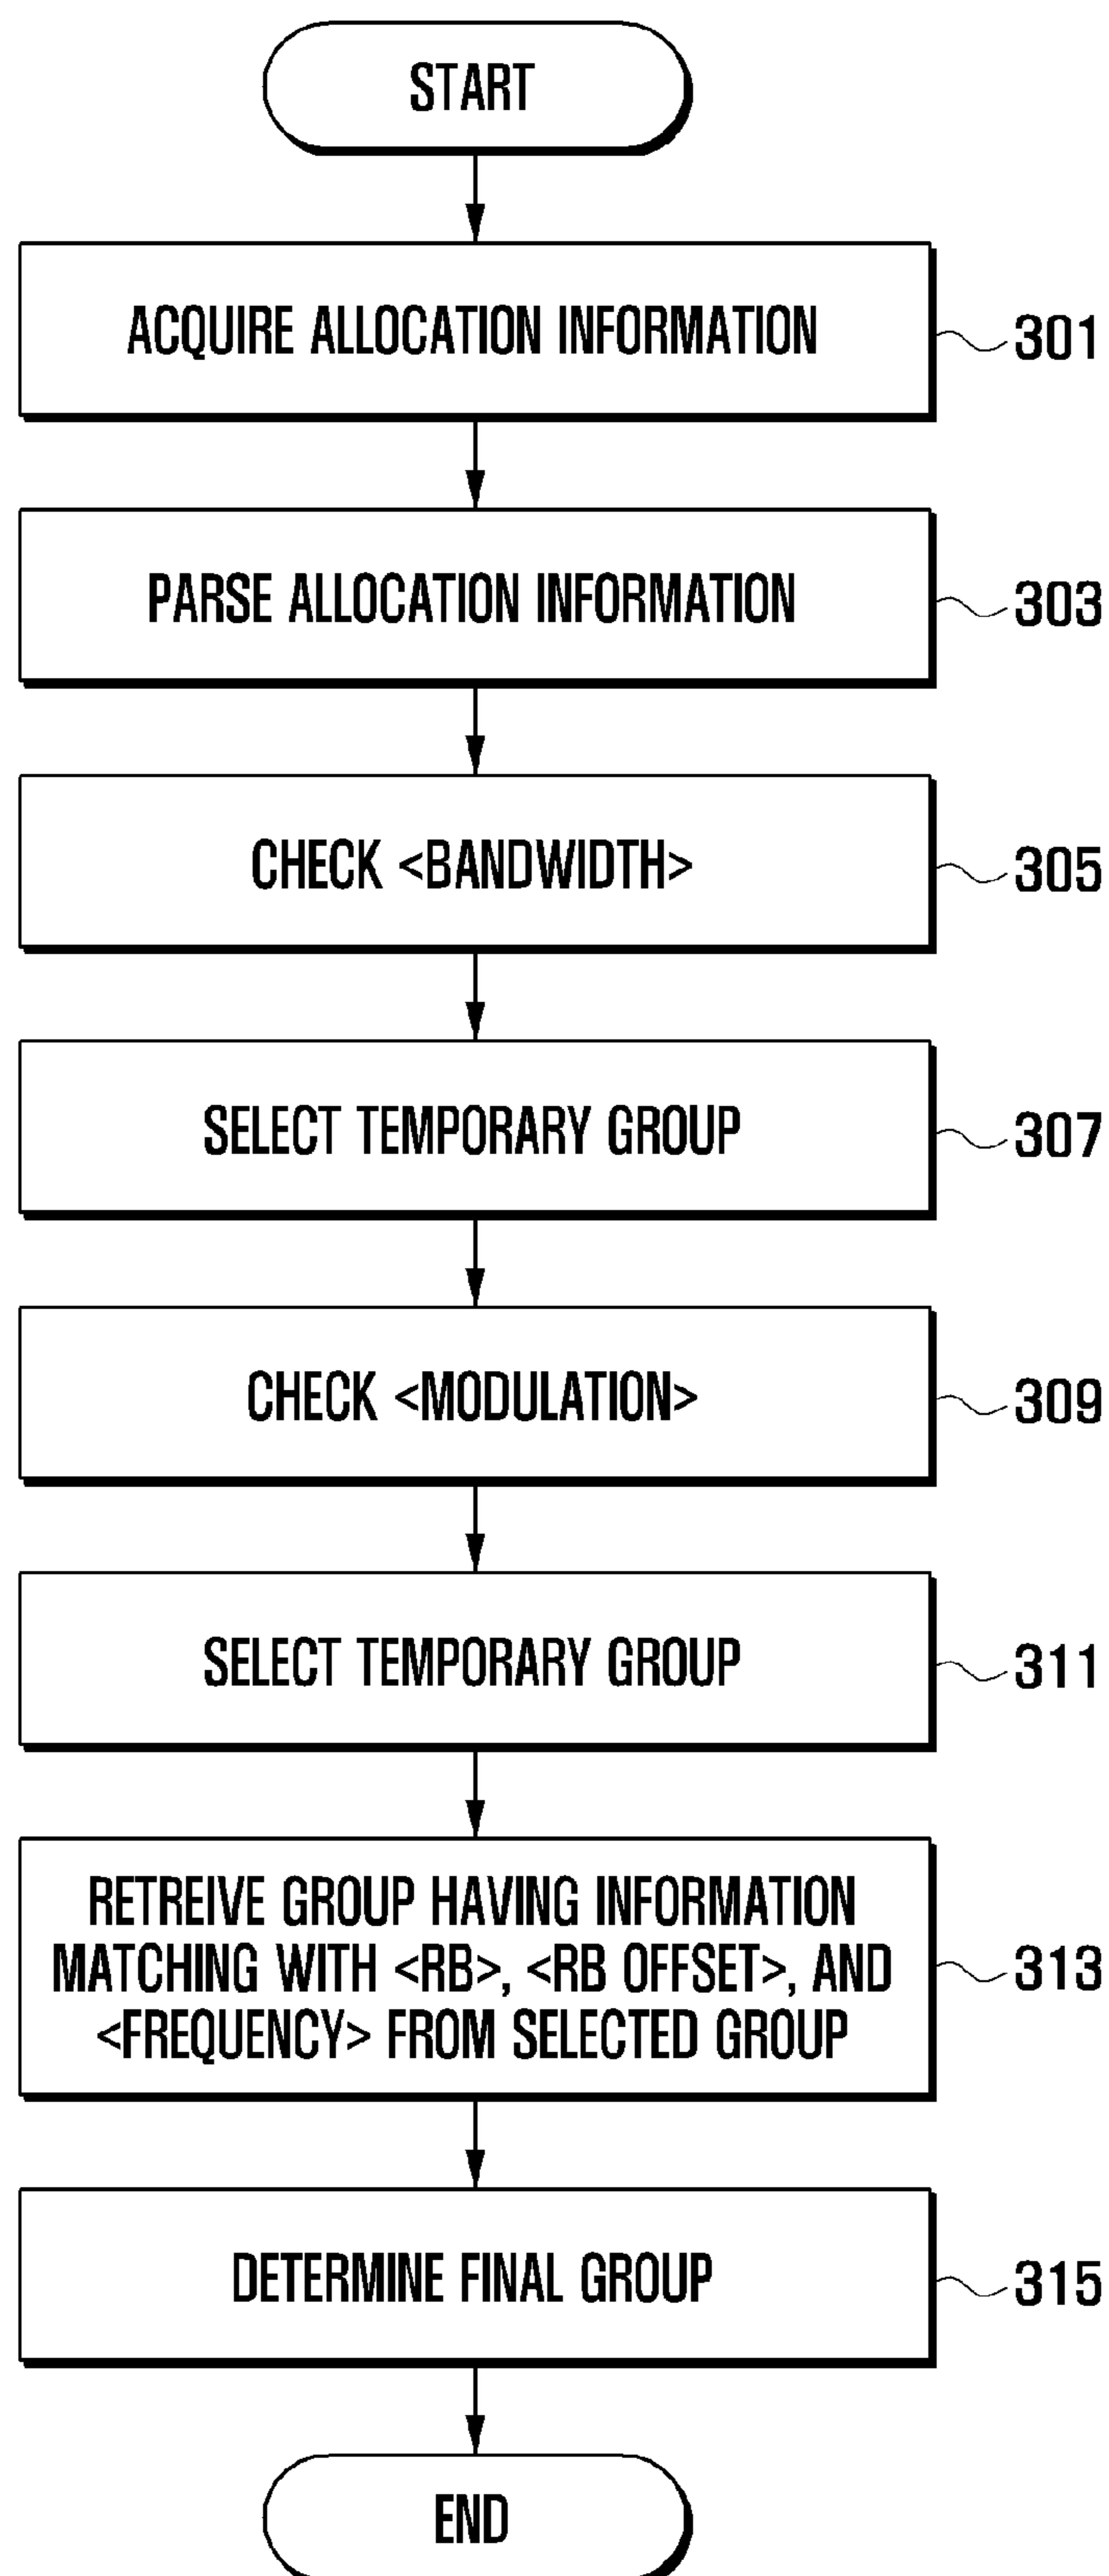 START
ACQUIRE ALLOCATION INFORMATION
301
PARSE ALLOCATION INFORMATION
303
CHECK <BANDWIDTH>
305
SELECT TEMPORARY GROUP
307
CHECK <MODULATION>
309
SELECT TEMPORARY GROUP
311
RETREIVE GROUP HAVING INFORMATION
MATCHING WITH <RB>, <RB OFFSET>, AND
<FREQUENCY> FROM SELECTED GROUP
313
DETERMINE FINAL GROUP
315
END